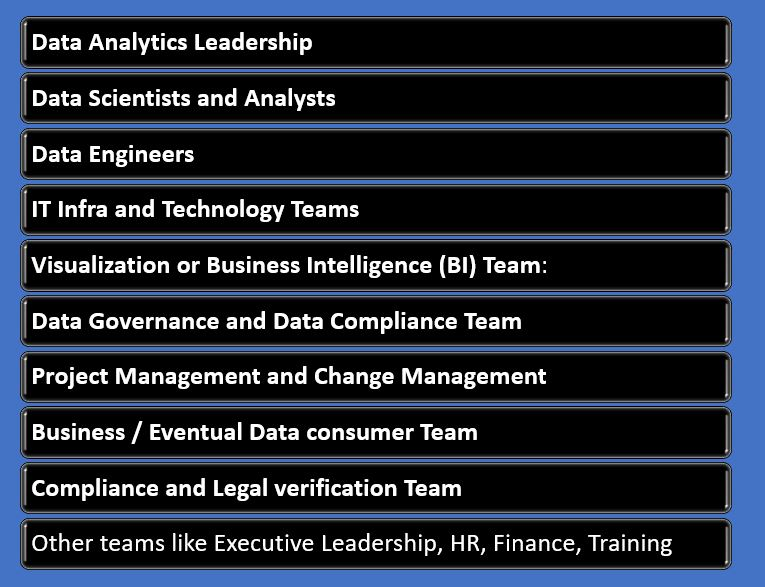 Data Analytics Leadership
Data Scientists and Analysts
Data Engineers
IT Infra and Technology Teams
Visualization or Business Intelligence (BI) Team:
Data Governance and Data Compliance Team
Project Management and Change Management
Business / Eventual Data consumer Team
Compliance and Legal verification Team
Other teams like Executive Leadership, HR, Finance, Training